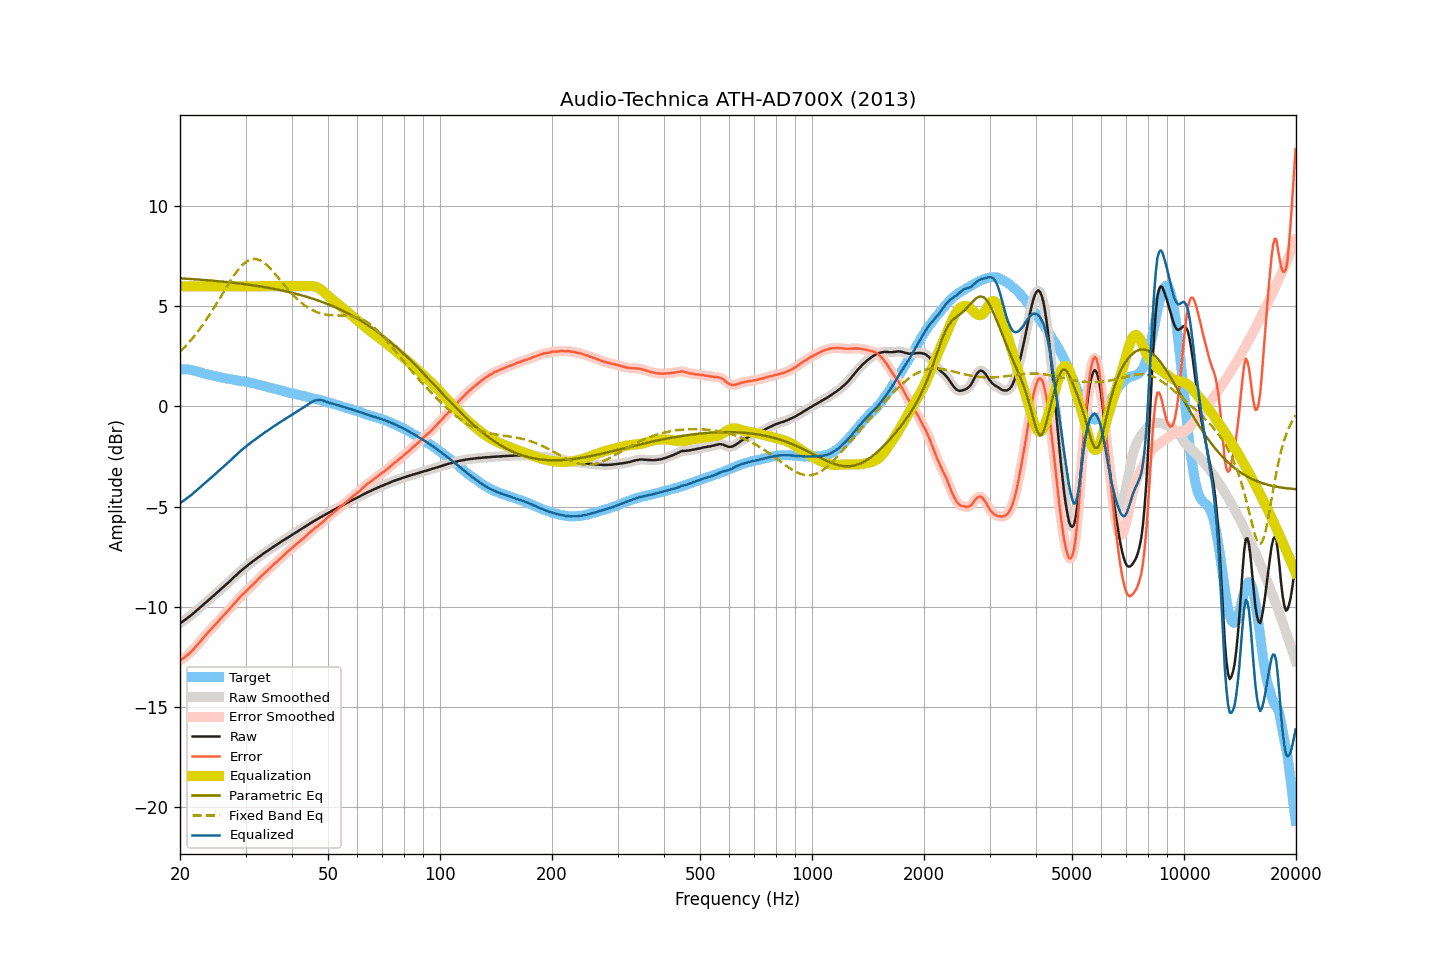 Audio-Technica ATH-AD700X (2013)
Amplitude (dBr)
10
5
0
−5
−10
−15
−20
Target
Raw Smoothed
Error Smoothed
Raw
Error
Equalization
Parametric Eq
Fixed Band Eq
Equalized
20 50 100 200 500 1000 2000 5000 10000 20000
Frequency (Hz)